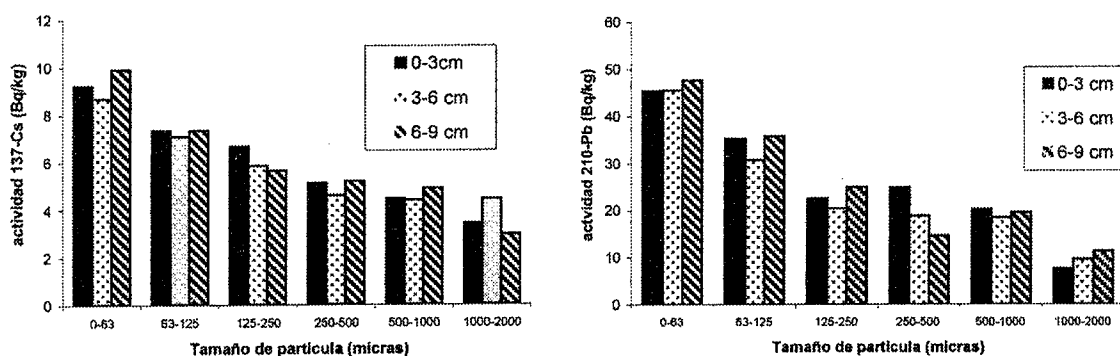 actividad 137-Cs (Bq/kg)
12
10
8
6
4
2
0
0-3cm
3-6 cm
6-9 cm
0-63
63-125
125-250
250-500
500-1000
1000-2000
Tamaño de particula (micras)
actvidad 210-Pb (Bq/kg)
60
50
40
30
20
10
0
0-3 cm
3-6 cm
6-9 cm
0-63
63-125
125-250
250-500
500-1000
1000-2000
Tamaño de particula (micras)